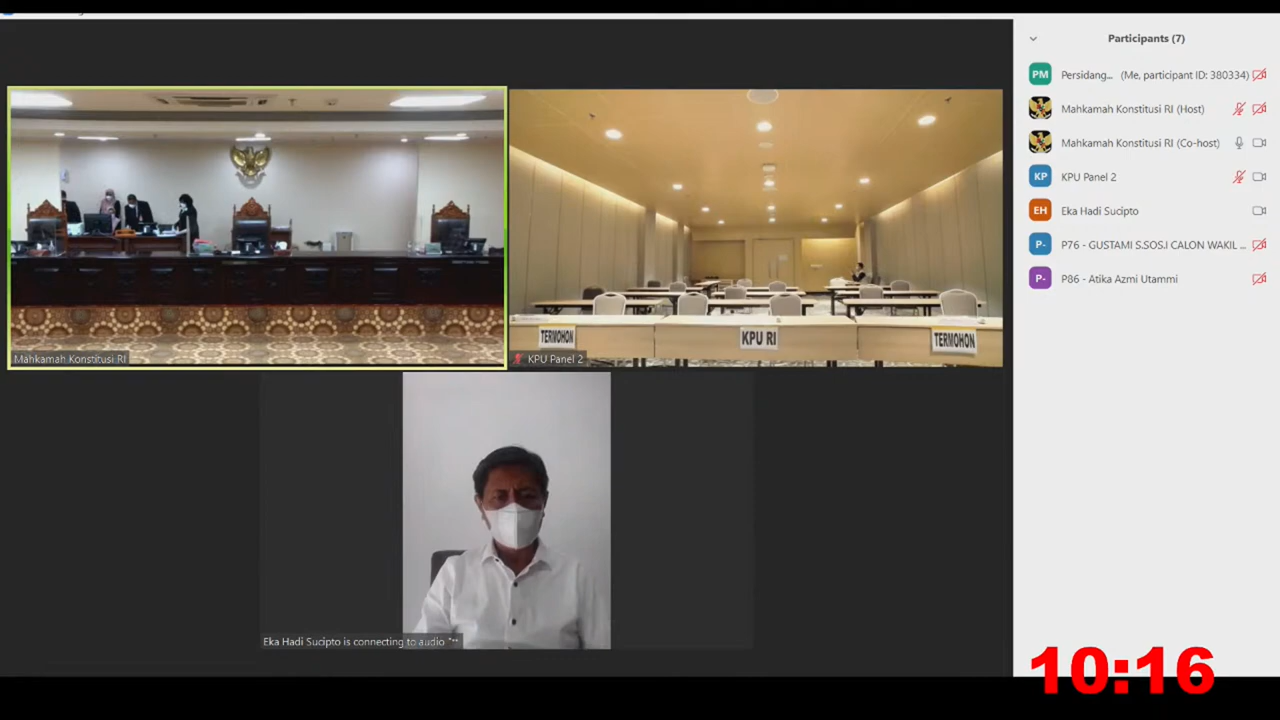 Participants (7)
PM Persidang... (Me, participant ID: 380334)
Mahkamah Konstitusi RI (Host)
Mahkamah Konstitusi RI (Co-host)
KP KPU Panel 2
EH Eka Hadi Sucipto
P- P76 - GUSTAMI S.SOS.I CALON WAKIL ...
P- P86 - Atika Azmi Utammi
TERMOHON
KPU RI
TERMOHON
Mahkamah Konstitusi RI
KPU Panel 2
Eka Hadi Sucipto is connecting to audio
10:16